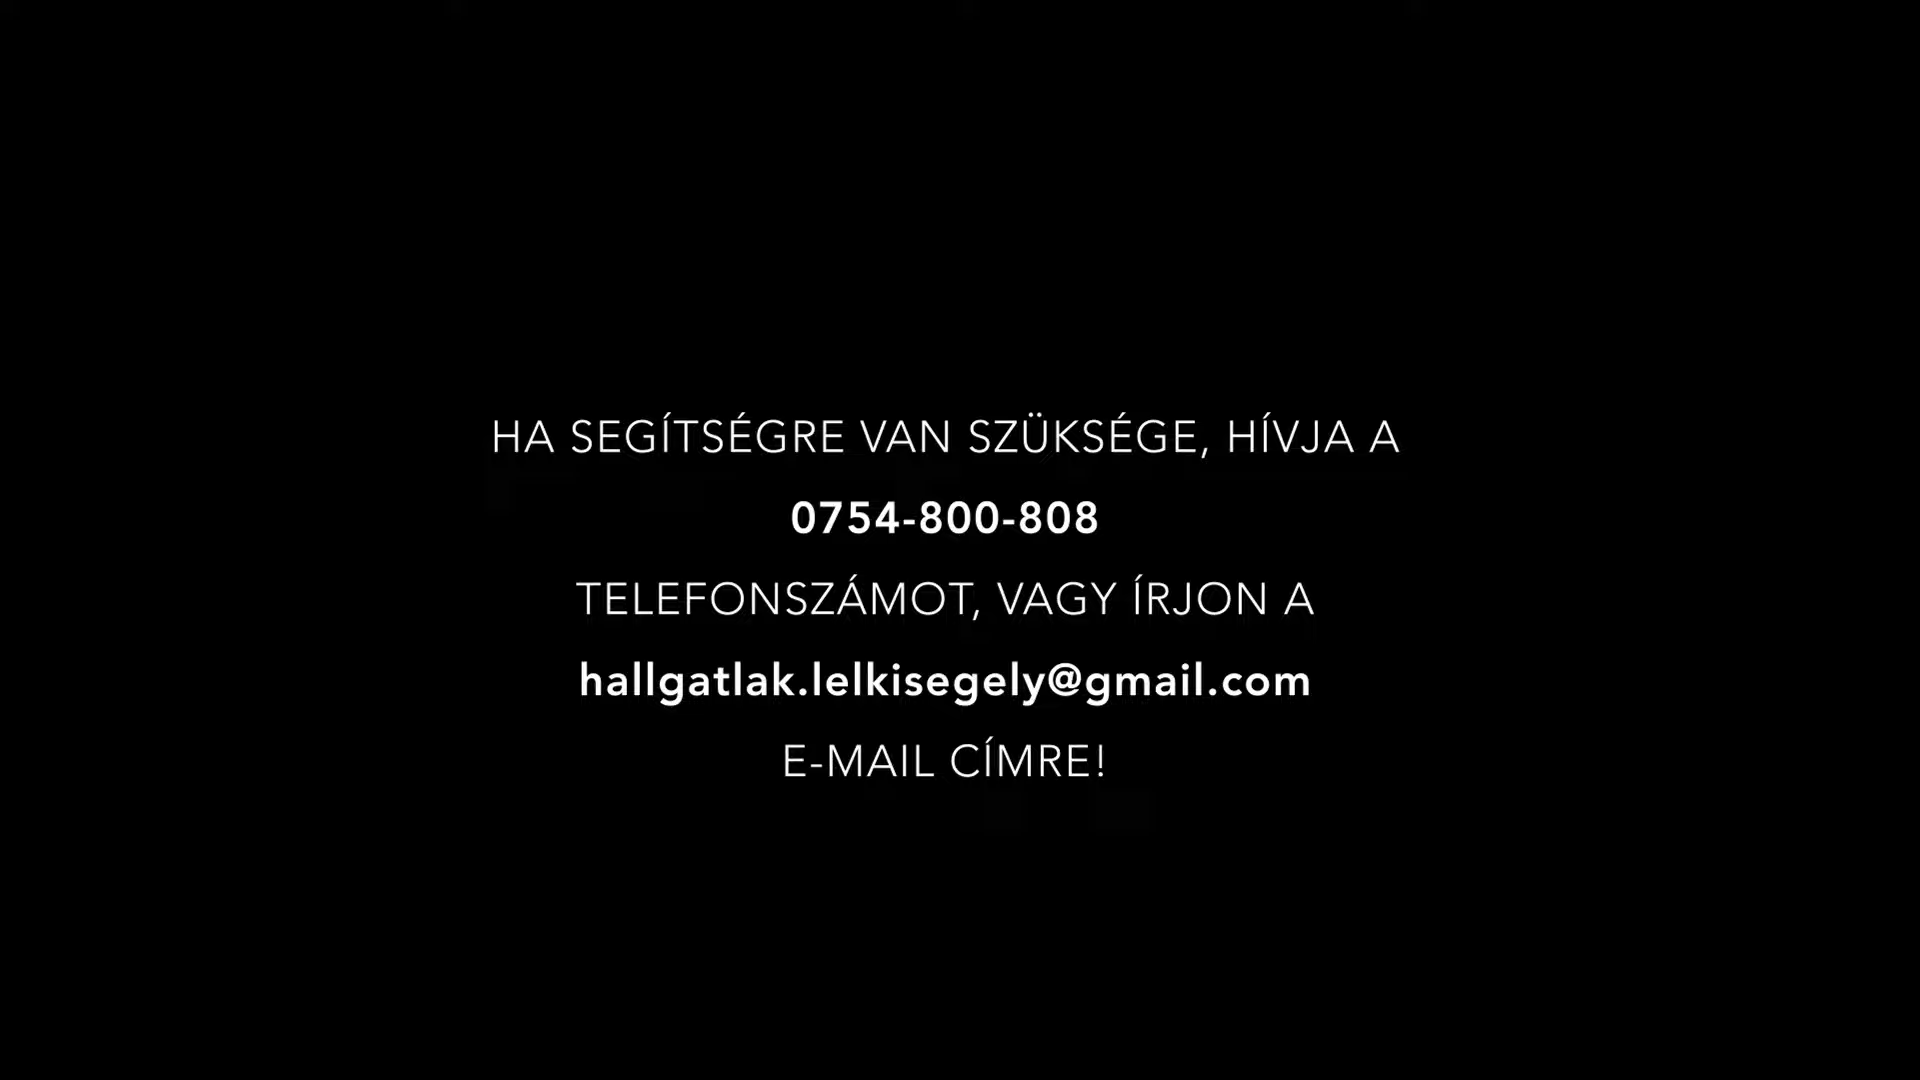 HA SEGÍTSÉGRE VAN SZÜKSÉGE, HÍVJA A
0754-800-808
TELEFONSZÁMOT, VAGY ÍRJON A
hallgatlak.lelkisegely@gmail.com
E-MAIL CÍMRE!